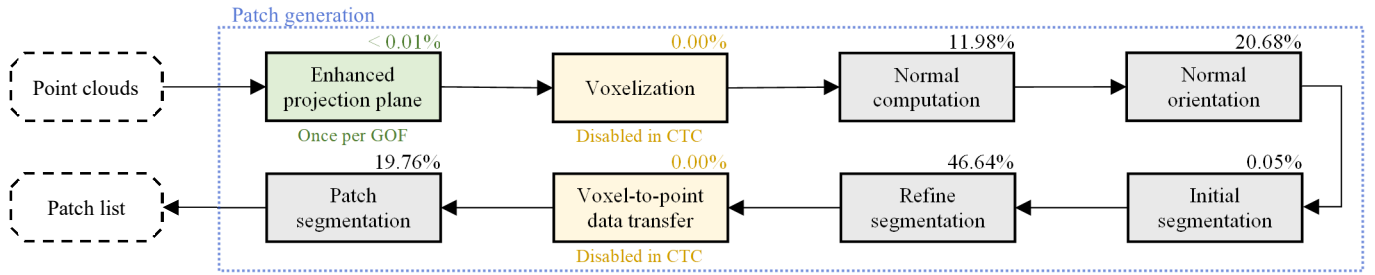 Patch generation
< 0.01%
0.00%
11.98%
20.68%
Point clouds
Enhanced
projection plane
Voxelization
Normal
computation
Normal
orientation
Once per GOF
Disabled in CTC
19.76%
0.00%
46.64%
0.05%
Patch list
Patch
segmentation
Voxel-to-point
data transfer
Refine
segmentation
Initial
segmentation
Disabled in CTC